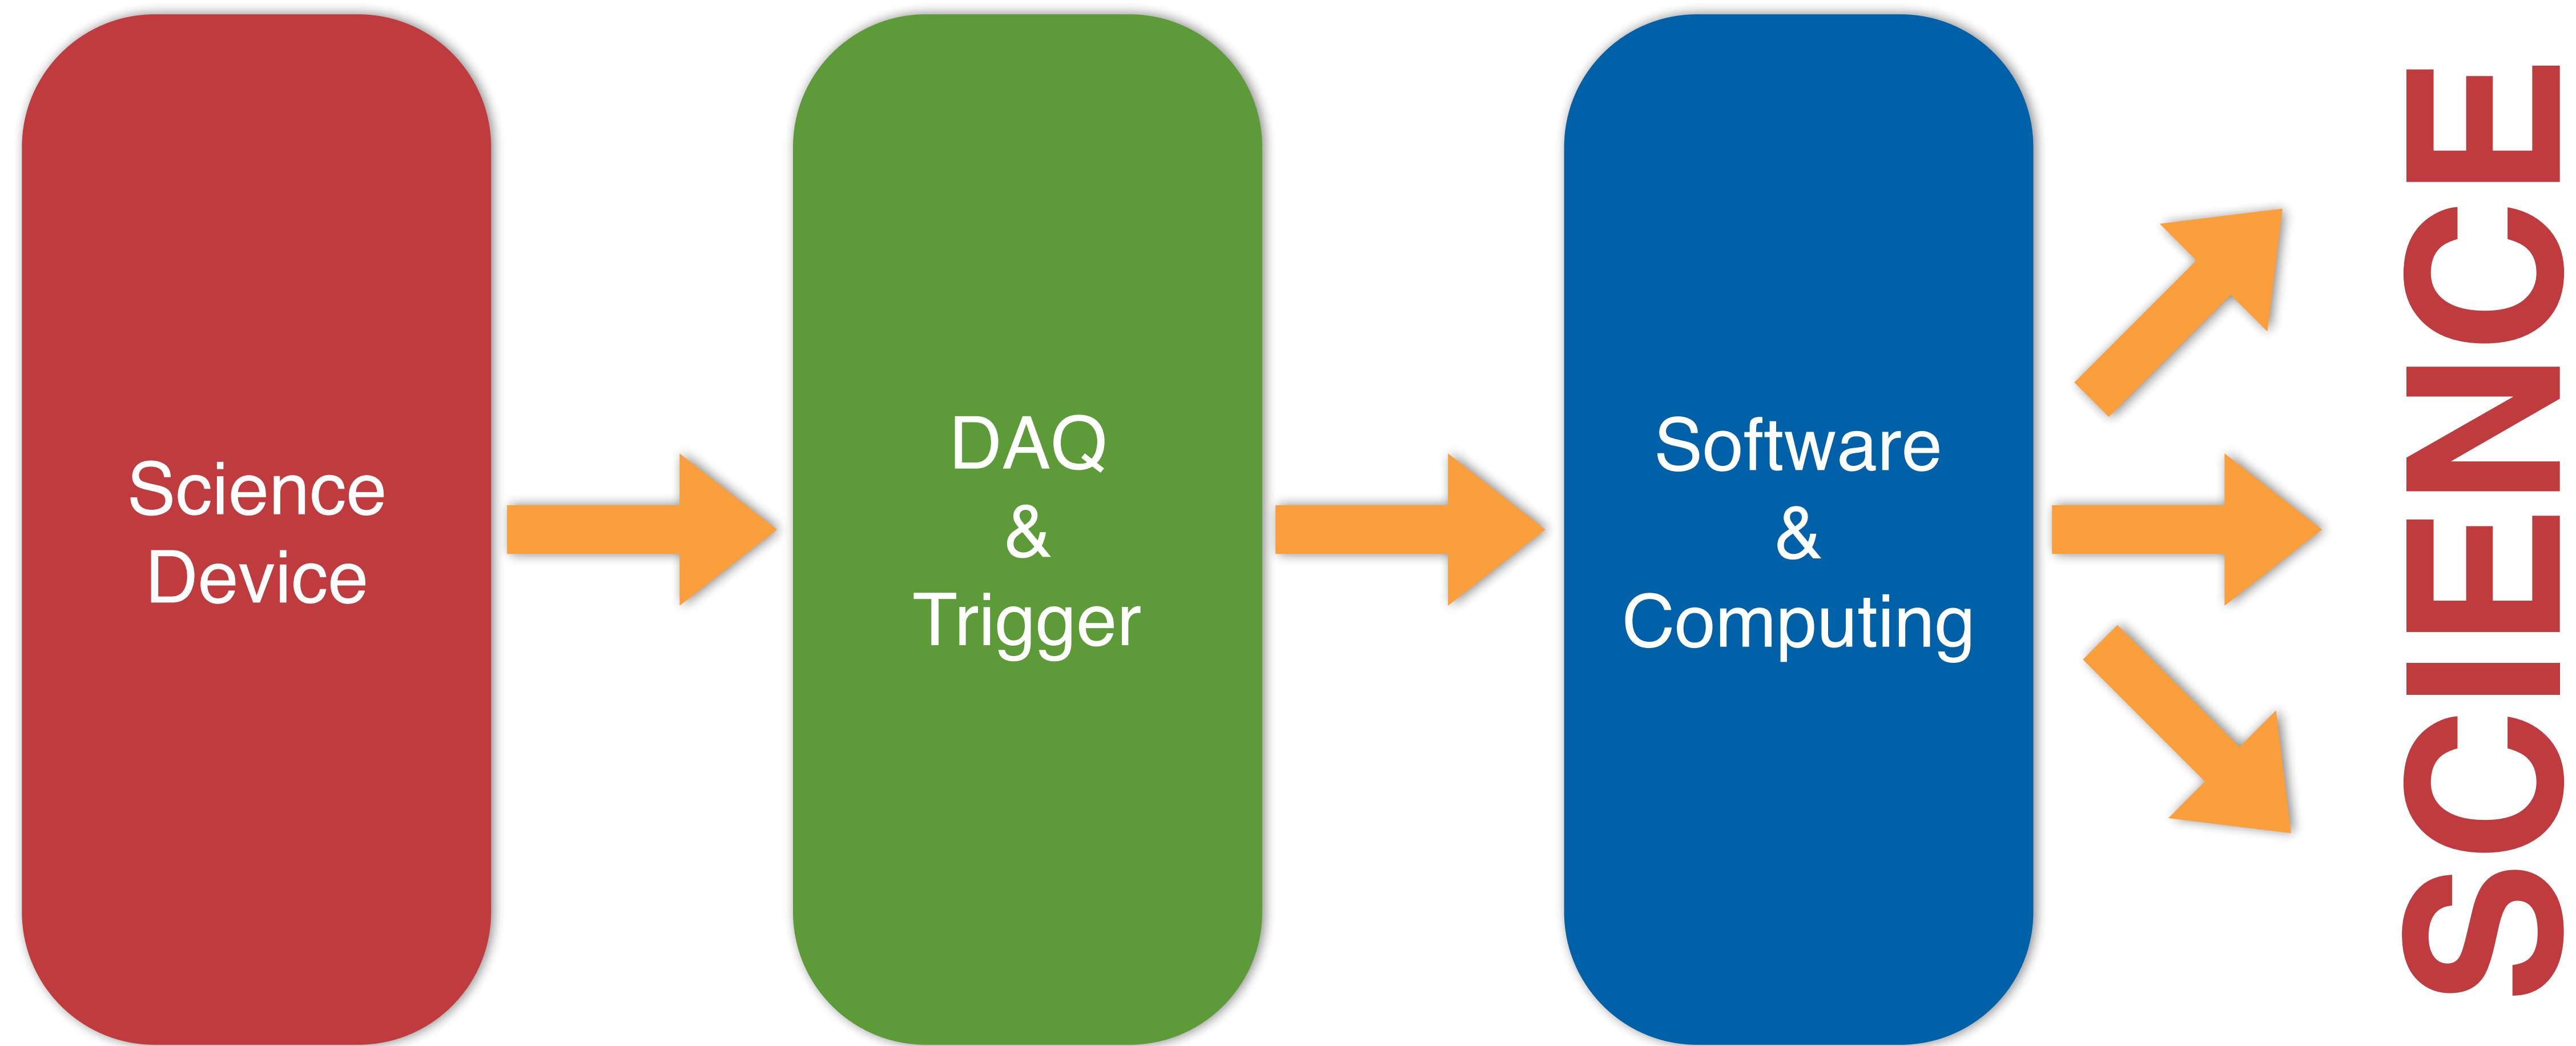 Science
Device
DAQ
&
Trigger
Software
&
Computing
SCIENCE